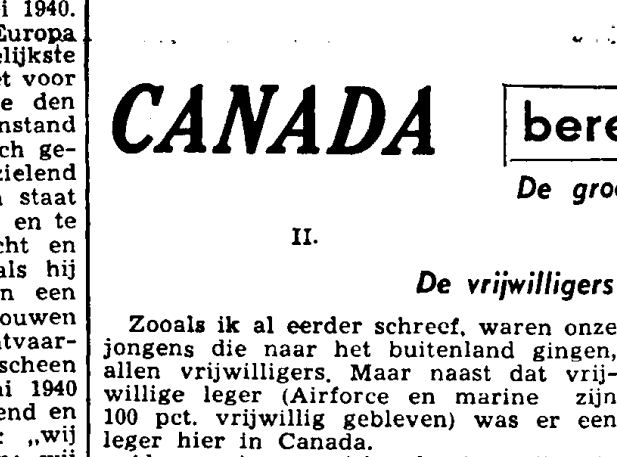 i 1940.
Europa
elijkste
et voor
e den
nstand
ch ge-
zielend
staat
en te
cht en
als hij
n een
ouwen
tvaar-
scheen
ni 1940
end en
: „wij
CANADA
bere
De groo
II.
De vrijwilligers
Zooals ik al eerder schreef, waren onze
jongens die naar het buitenland gingen,
allen vrijwilligers. Maar naast dat vrij-
willige leger (Airforce en marine zijn
100 pct. vrijwillig gebleven) was er een
leger hier in Canada.